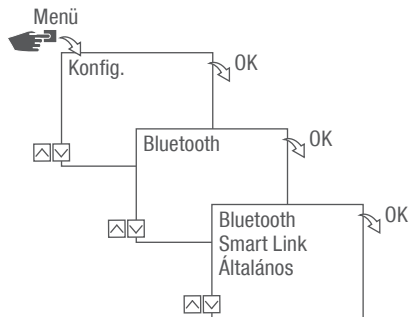 Menü
Konfig.
OK
Bluetooth
OK
Bluetooth
Smart Link
Általános
OK